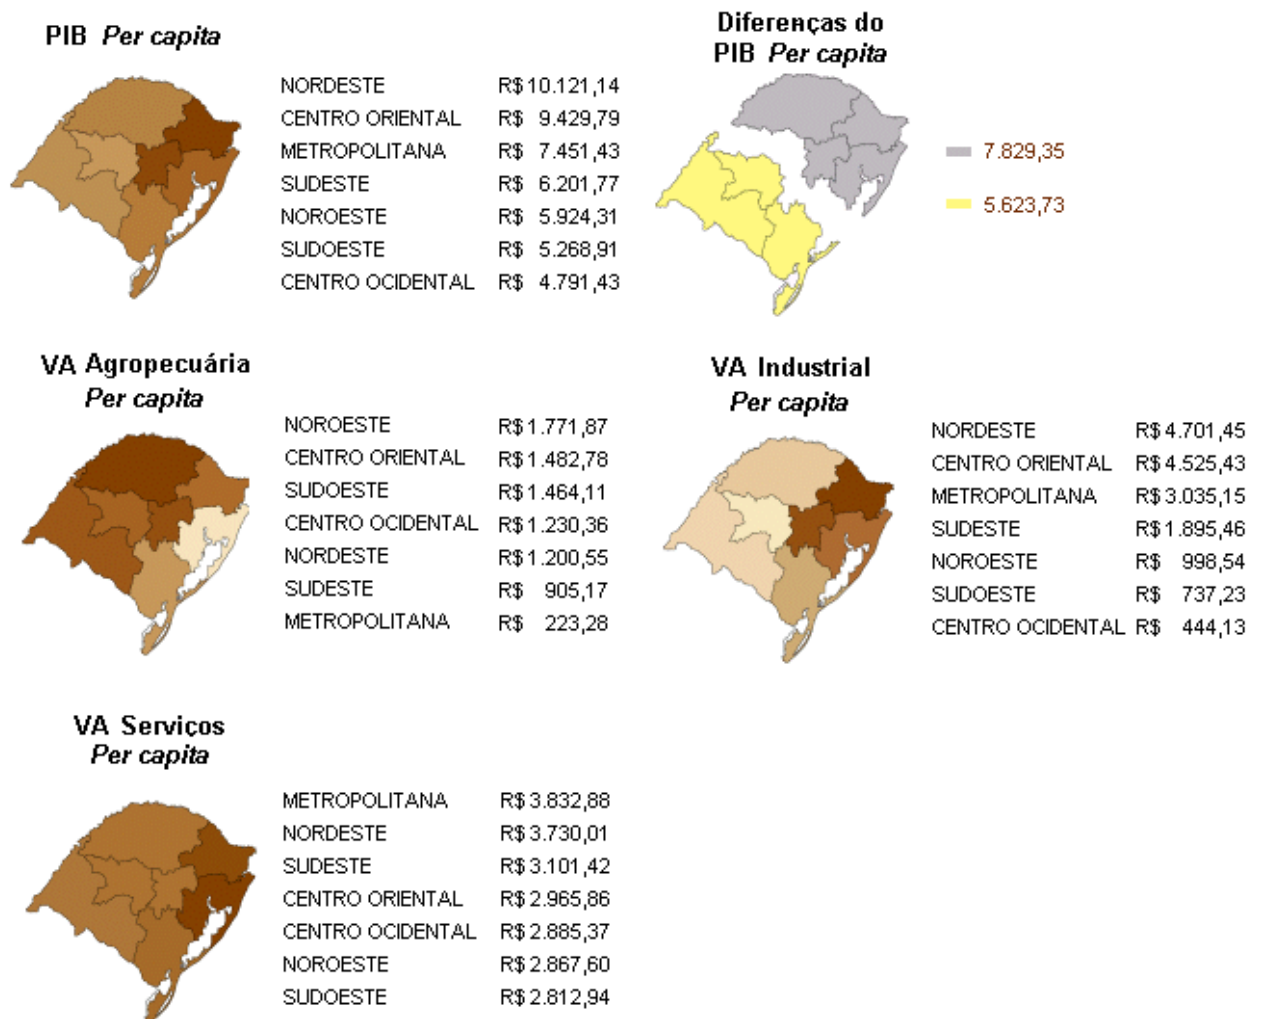 PIB Per capita
NORDESTE R$ 10.121,14
CENTRO ORIENTAL R$ 9.429,79
METROPOLITANA R$ 7.451,43
SUDESTE R$ 6.201,77
NOROESTE R$ 5.924,31
SUDOESTE R$ 5.268,91
CENTRO OCIDENTAL R$ 4.791,43
Diferenças do
PIB Per capita
7.829,35
5.623,73
VA Agropecuária
Per capita
NOROESTE R$ 1.771,87
CENTRO ORIENTAL R$ 1.482,78
SUDOESTE R$ 1.464,11
CENTRO OCIDENTAL R$ 1.230,36
NORDESTE R$ 1.200,55
SUDESTE R$ 905,17
METROPOLITANA R$ 223,28
VA Industrial
Per capita
NORDESTE R$ 4.701,45
CENTRO ORIENTAL R$ 4.525,43
METROPOLITANA R$ 3.035,15
SUDESTE R$ 1.895,46
NOROESTE R$ 998,54
SUDOESTE R$ 737,23
CENTRO OCIDENTAL R$ 444,13
VA Serviços
Per capita
METROPOLITANA R$ 3.832,88
NORDESTE R$ 3.730,01
SUDESTE R$ 3.101,42
CENTRO ORIENTAL R$ 2.965,86
CENTRO OCIDENTAL R$ 2.885,37
NOROESTE R$ 2.867,60
SUDOESTE R$ 2.812,94